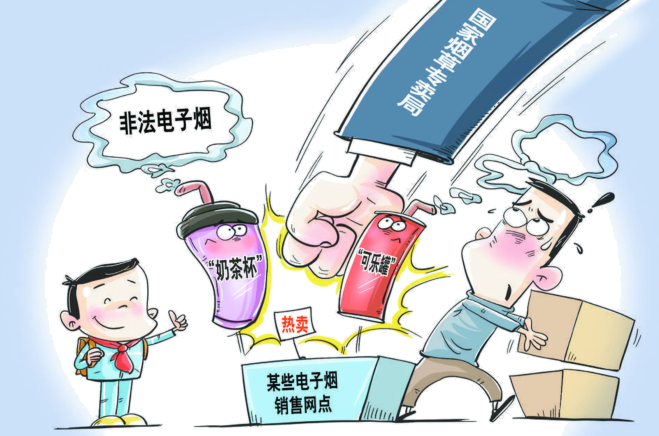 国家烟草专卖局
非法电子烟
“奶茶杯”
“可乐罐”
热卖
某些电子烟
销售网点